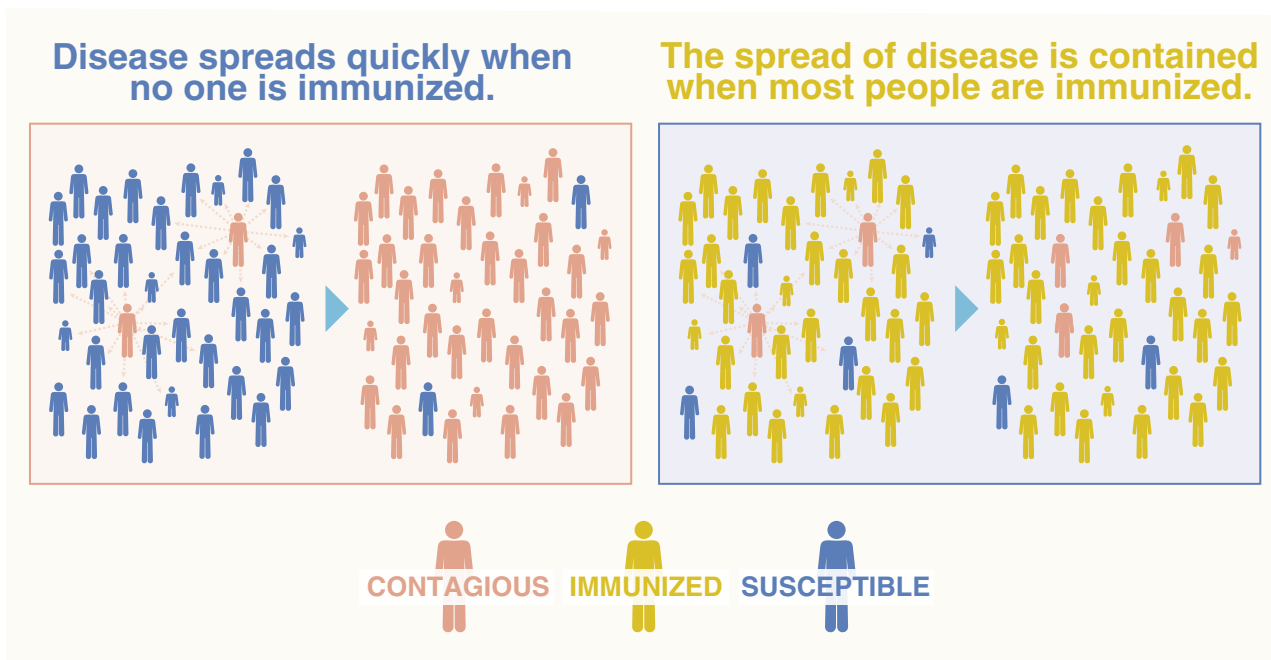 Disease spreads quickly when
no one is immunized.
The spread of disease is contained
when most people are immunized.
CONTAGIOUS
IMMUNIZED
SUSCEPTIBLE